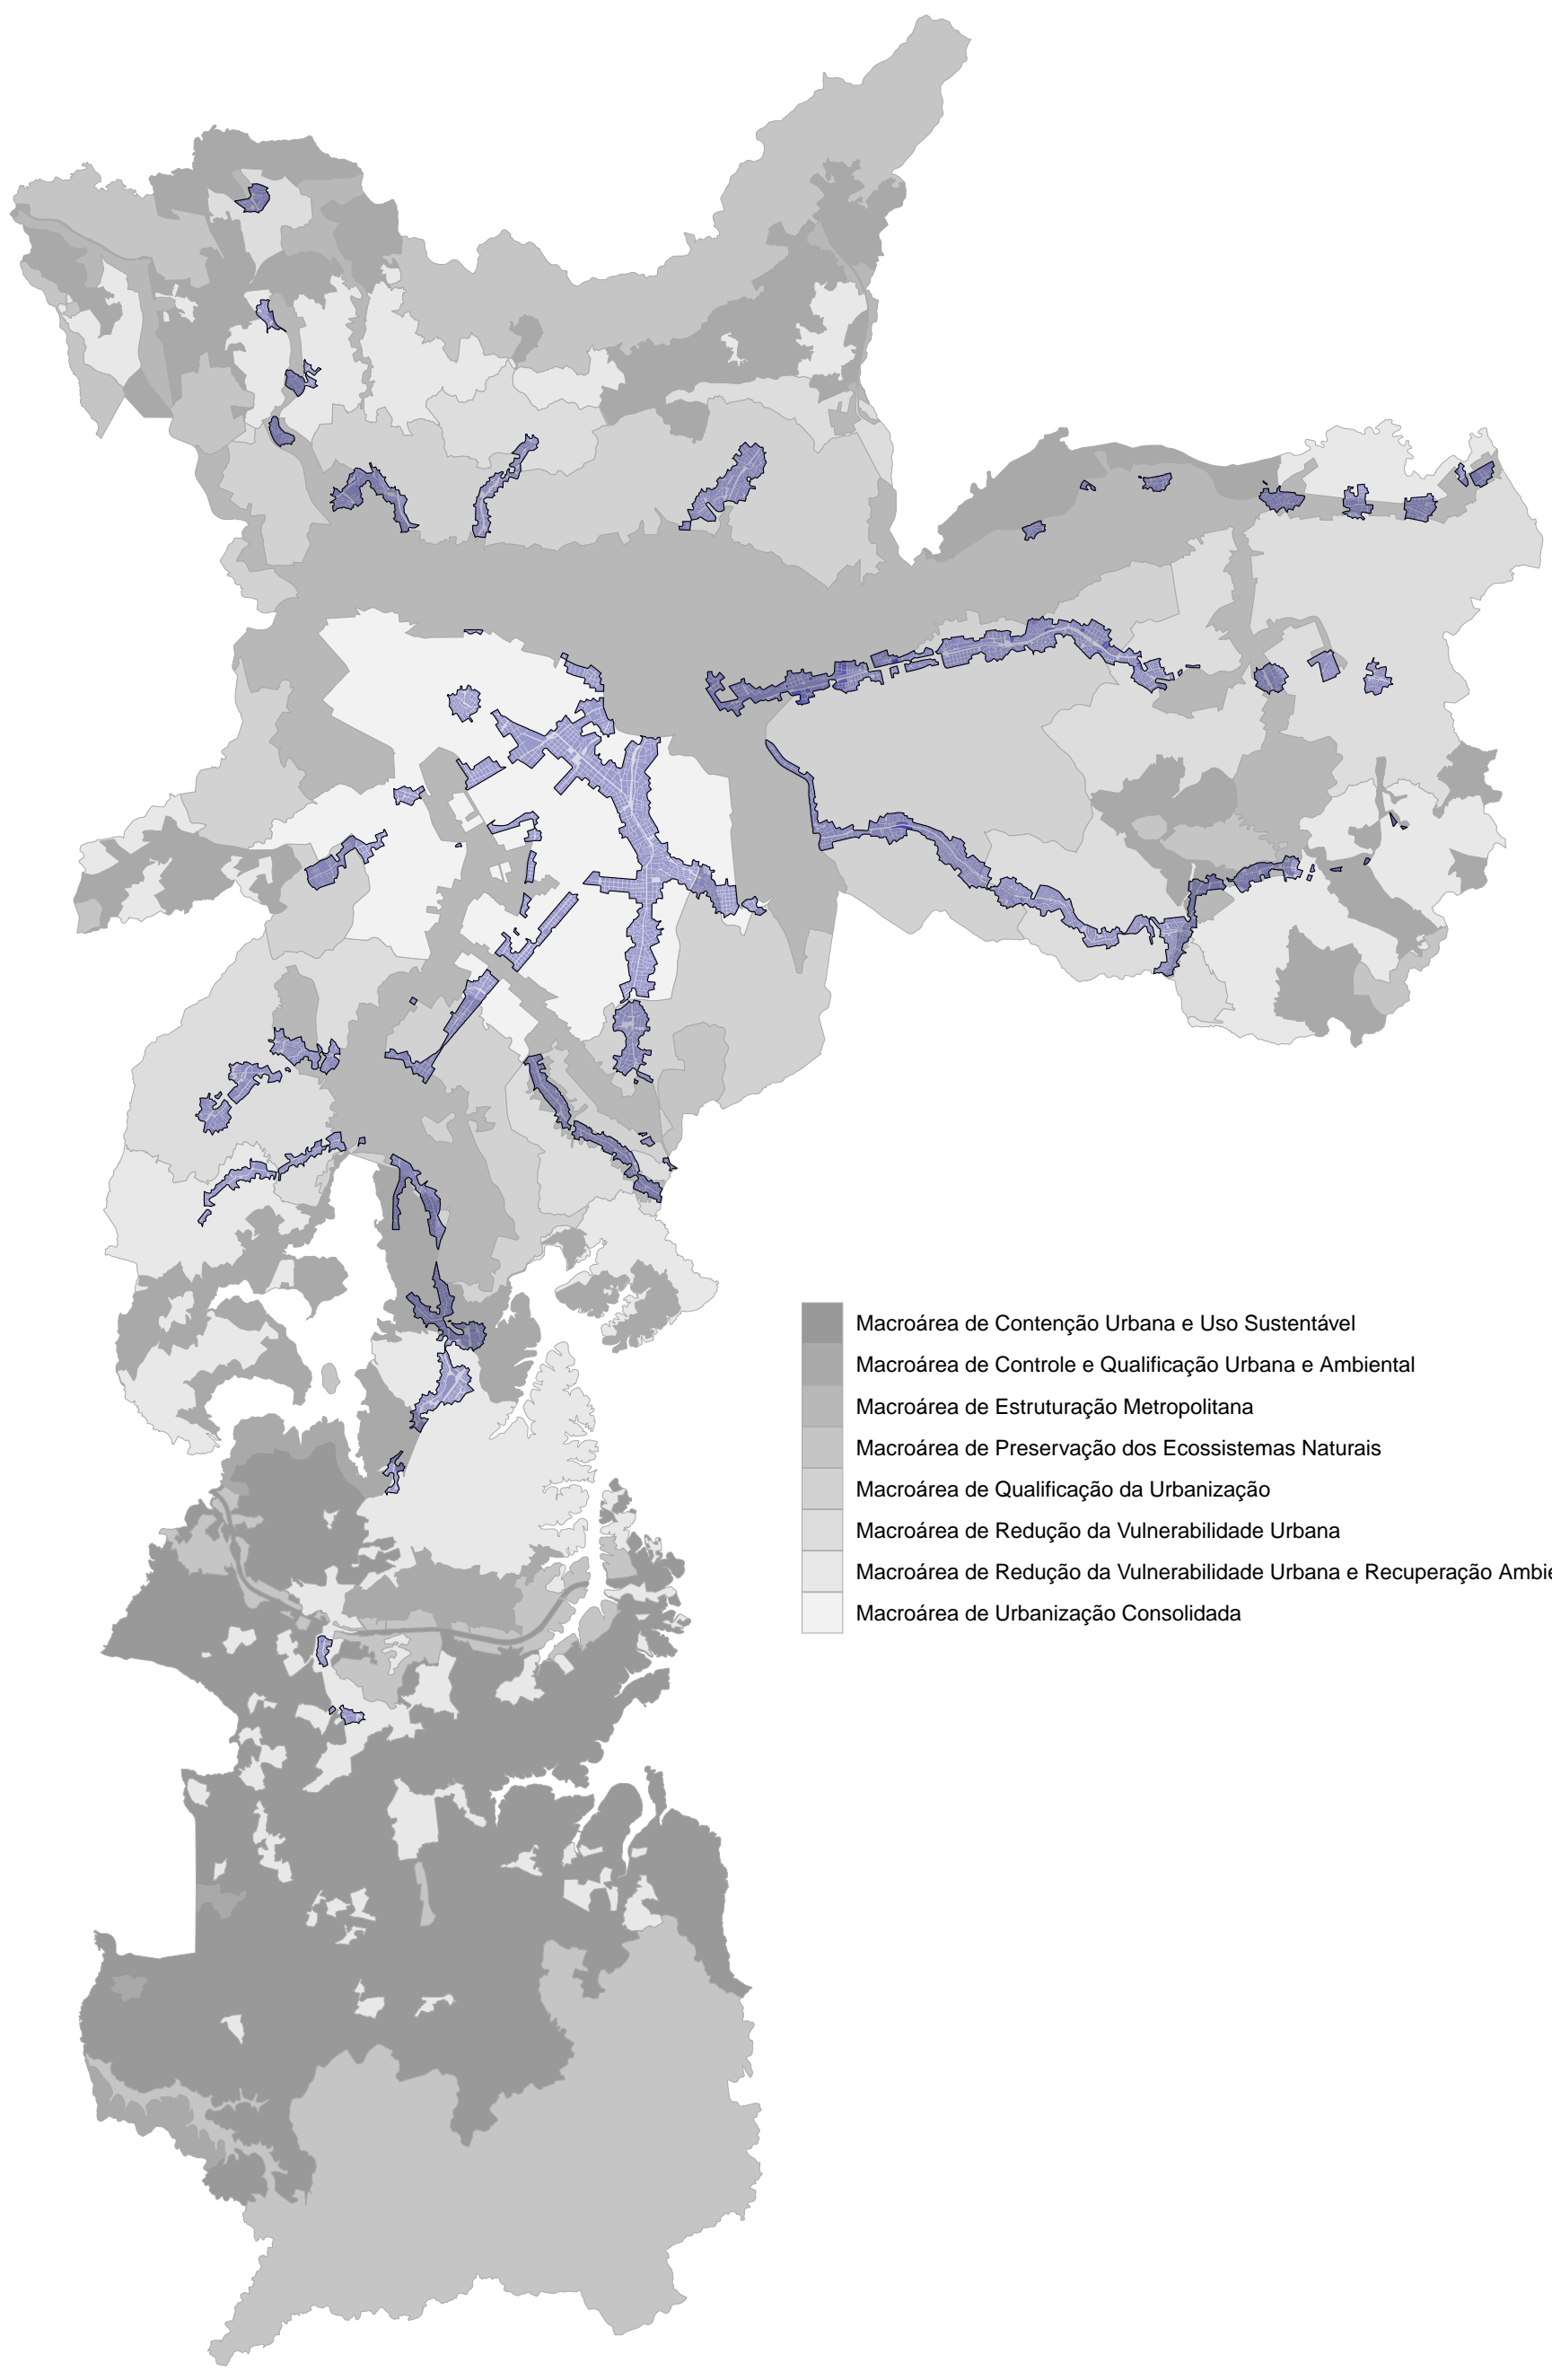 Macroárea de Contenção Urbana e Uso Sustentável
Macroárea de Controle e Qualificação Urbana e Ambiental
Macroárea de Estruturação Metropolitana
Macroárea de Preservação dos Ecossistemas Naturais
Macroárea de Qualificação da Urbanização
Macroárea de Redução da Vulnerabilidade Urbana
Macroárea de Redução da Vulnerabilidade Urbana e Recuperação Ambie
Macroárea de Urbanização Consolidada